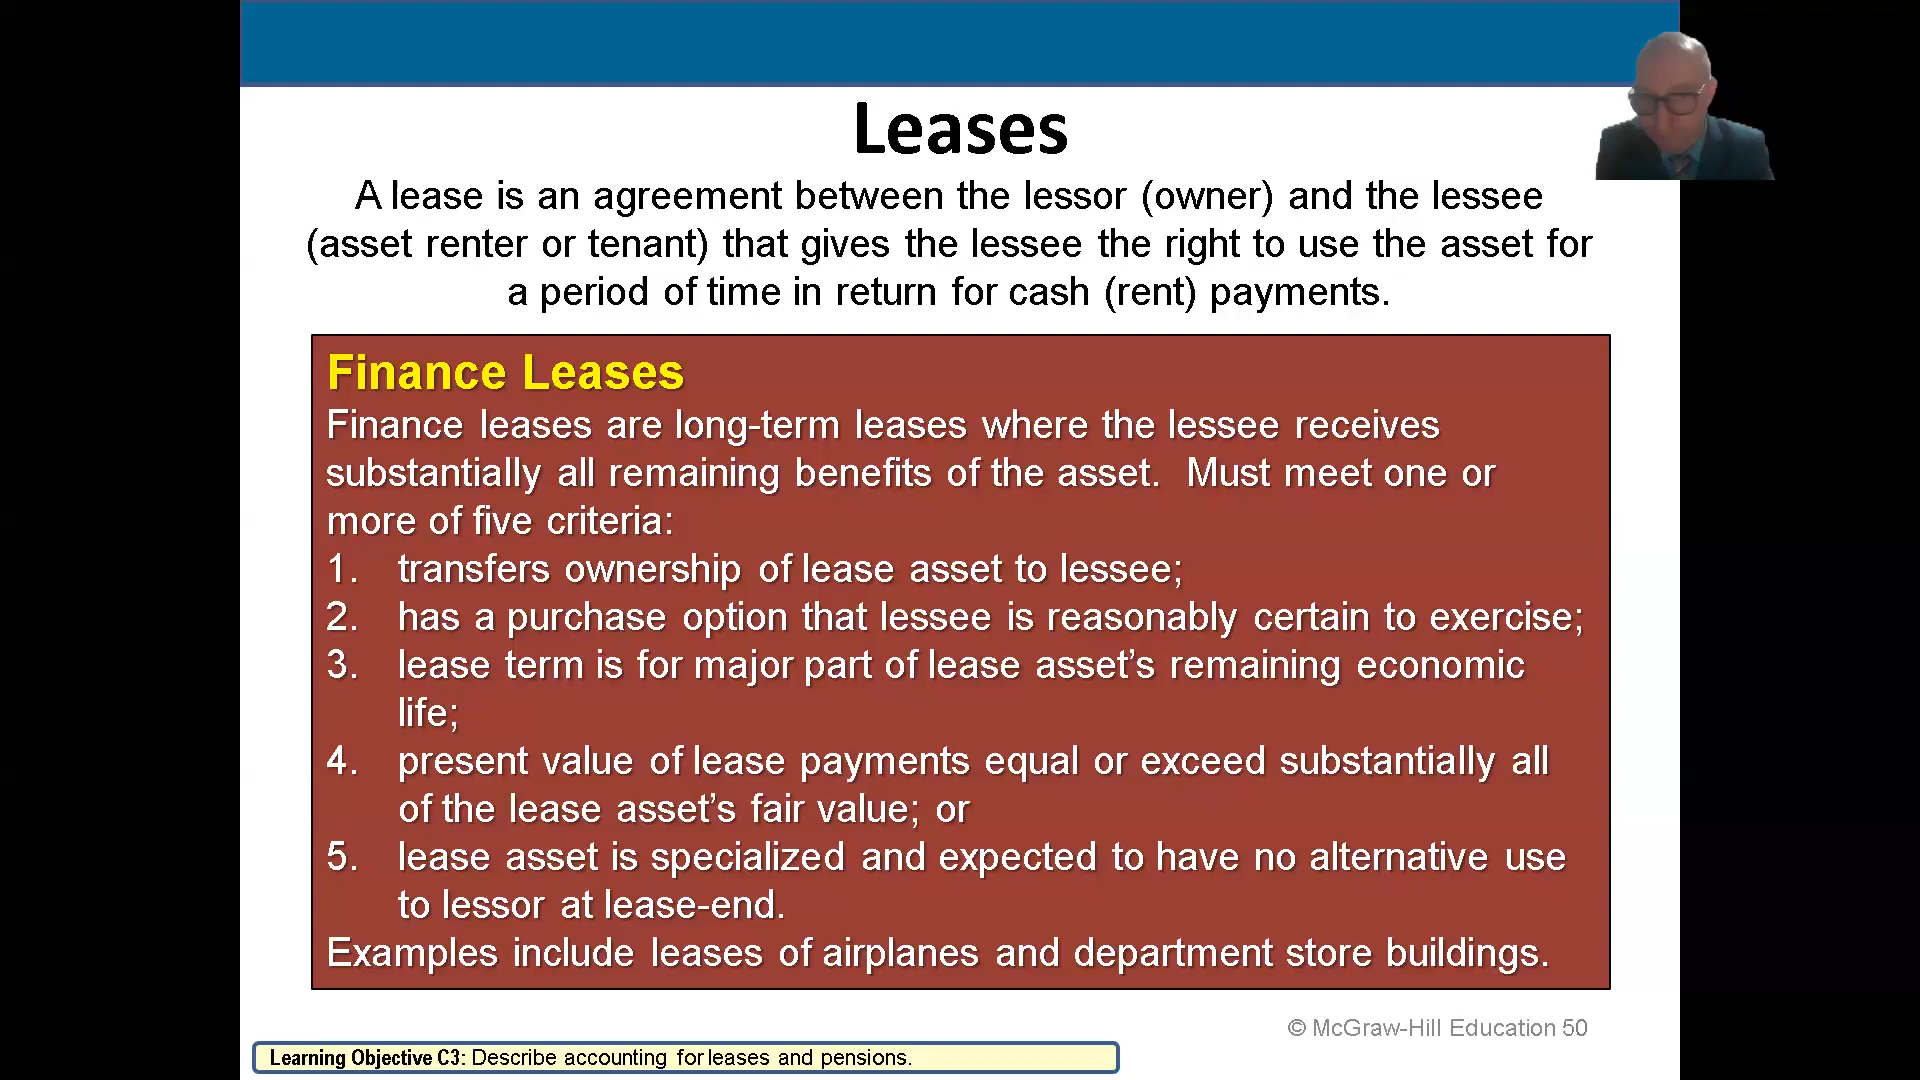 Leases
A lease is an agreement between the lessor (owner) and the lessee
(asset renter or tenant) that gives the lessee the right to use the asset for
a period of time in return for cash (rent) payments.
Finance Leases
Finance leases are long-term leases where the lessee receives
substantially all remaining benefits of the asset.  Must meet one or
more of five criteria:
1. transfers ownership of lease asset to lessee;
2. has a purchase option that lessee is reasonably certain to exercise;
3. lease term is for major part of lease asset’s remaining economic
life;
4. present value of lease payments equal or exceed substantially all
of the lease asset’s fair value; or
5. lease asset is specialized and expected to have no alternative use
to lessor at lease-end.
Examples include leases of airplanes and department store buildings.
© McGraw-Hill Education 50
Learning Objective C3: Describe accounting for leases and pensions.